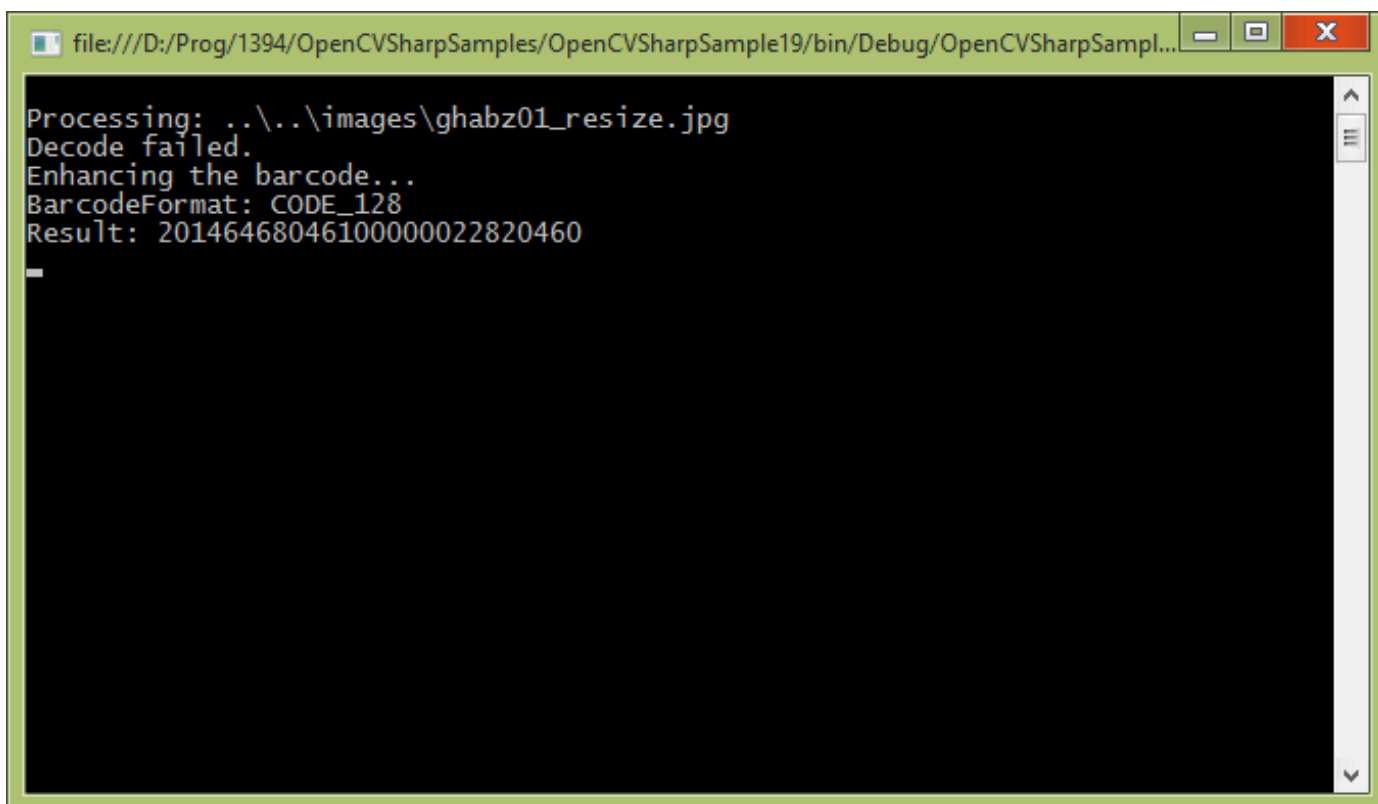 file:///D:/Prog/1394/OpenCVSharpSamples/OpenCVSharpSample19/bin/Debug/OpenCVSharpSampl...
Processing: ..\..\images\ghabz01_resize.jpg
Decode failed.
Enhancing the barcode...
BarcodeFormat: CODE_128
Result: 20146468046100000022820460